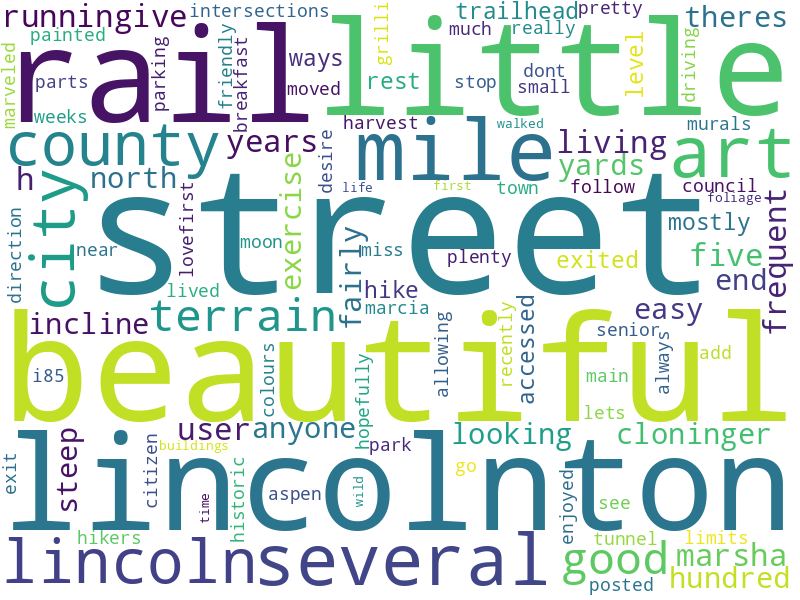 runningive
intersections
trailhead
pretty
theres
painted
rail
little
grilli
much
really
marveled
parts
parking
friendly
breakfast
ways
rest
stop
dont
small
level
driving
weeks
moved
county
years
harvest
walked
murals
mile
living
art
h
north
desire
yards
city
lovefirst
exercise
life
first
town
follow
council
foliage
street
direction
near
moon
fairly
miss
plenty
exited
mostly
five
frequent
lived
hike
end
incline
terrain
marcia
easy
beautiful
i85
colours
hopefully
allowing
recently
accessed
senior
always
add
main
lets
user
anyone
looking
cloninger
steep
exit
citizen
buildings
park
go
lincolnton
historic
time
aspen
wild
enjoyed
see
hikers
tunnel
limits
lincoln
several
good
marsha
posted
hundred